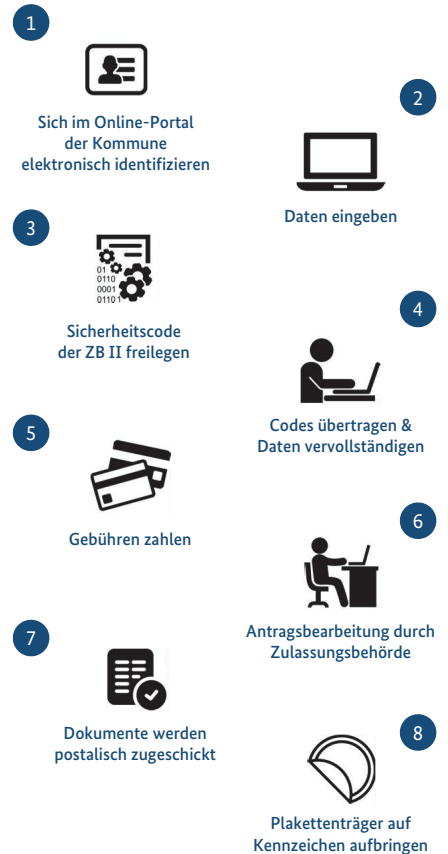 1
Sich im Online-Portal
der Kommune
elektronisch identifizieren
2
Daten eingeben
3
01
0110
0001
01101
Sicherheitscode
der ZB II freilegen
4
Codes übertragen &
Daten vervollständigen
5
Gebühren zahlen
6
Antragsbearbeitung durch
Zulassungsbehörde
7
Dokumente werden
postalisch zugeschickt
8
Plakettenträger auf
Kennzeichen aufbringen